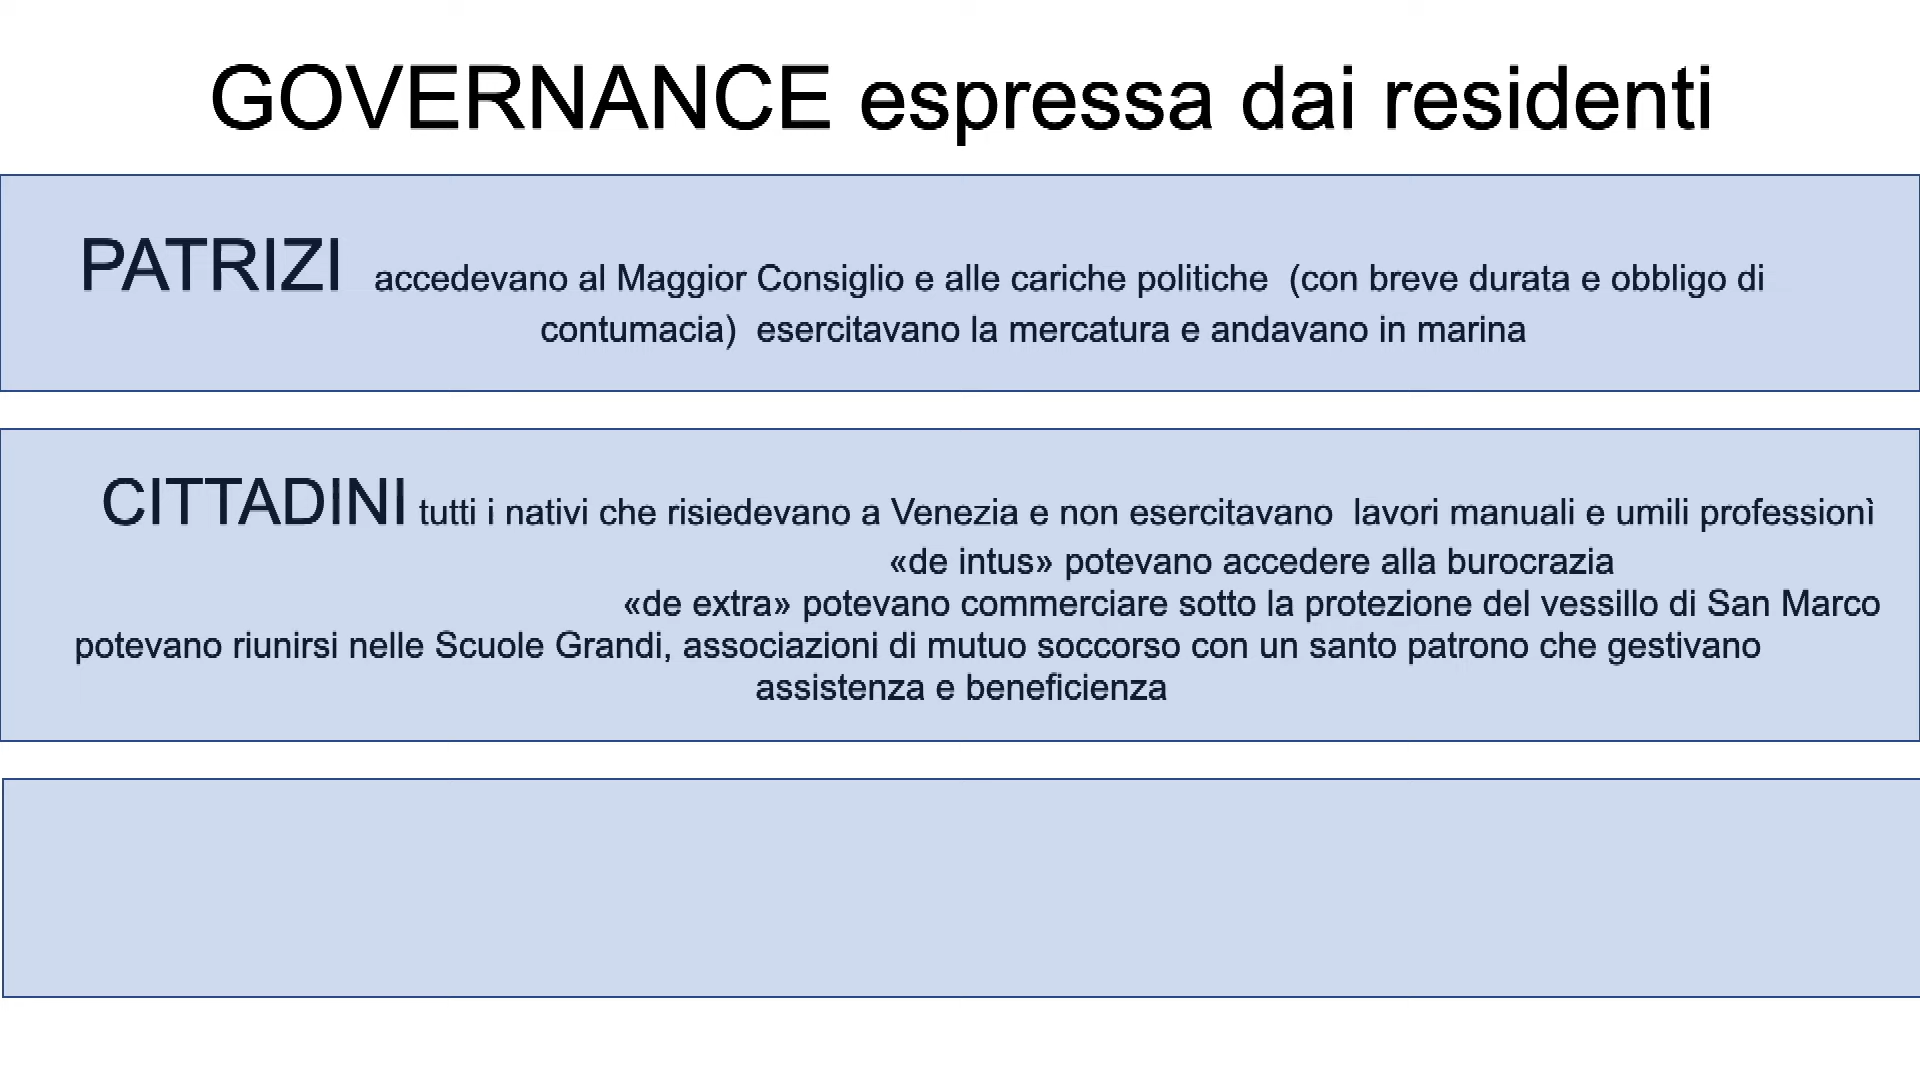 GOVERNANCE espressa dai residenti
PATRIZI accedevano al Maggior Consiglio e alle cariche politiche (con breve durata e obbligo di
contumacia) esercitavano la mercatura e andavano in marina
CITTADINI tutti i nativi che risiedevano a Venezia e non esercitavano lavori manuali e umili professionì
«de intus» potevano accedere alla burocrazia
«de extra» potevano commerciare sotto la protezione del vessillo di San Marco
potevano riunirsi nelle Scuole Grandi, associazioni di mutuo soccorso con un santo patrono che gestivano
assistenza e beneficienza